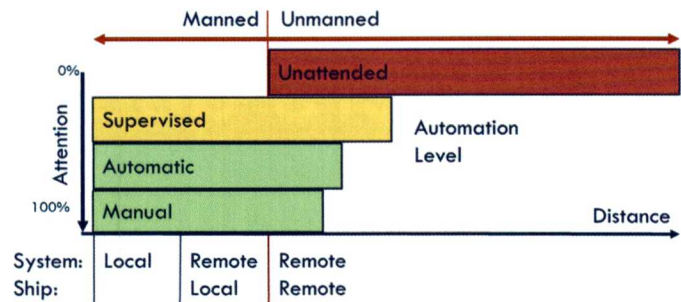 Manned Unmanned
0% Unattended
Supervised Automation
Level
Attention
Automatic
100% Manual Distance
System: Local Remote Remote
Ship: Local Remote